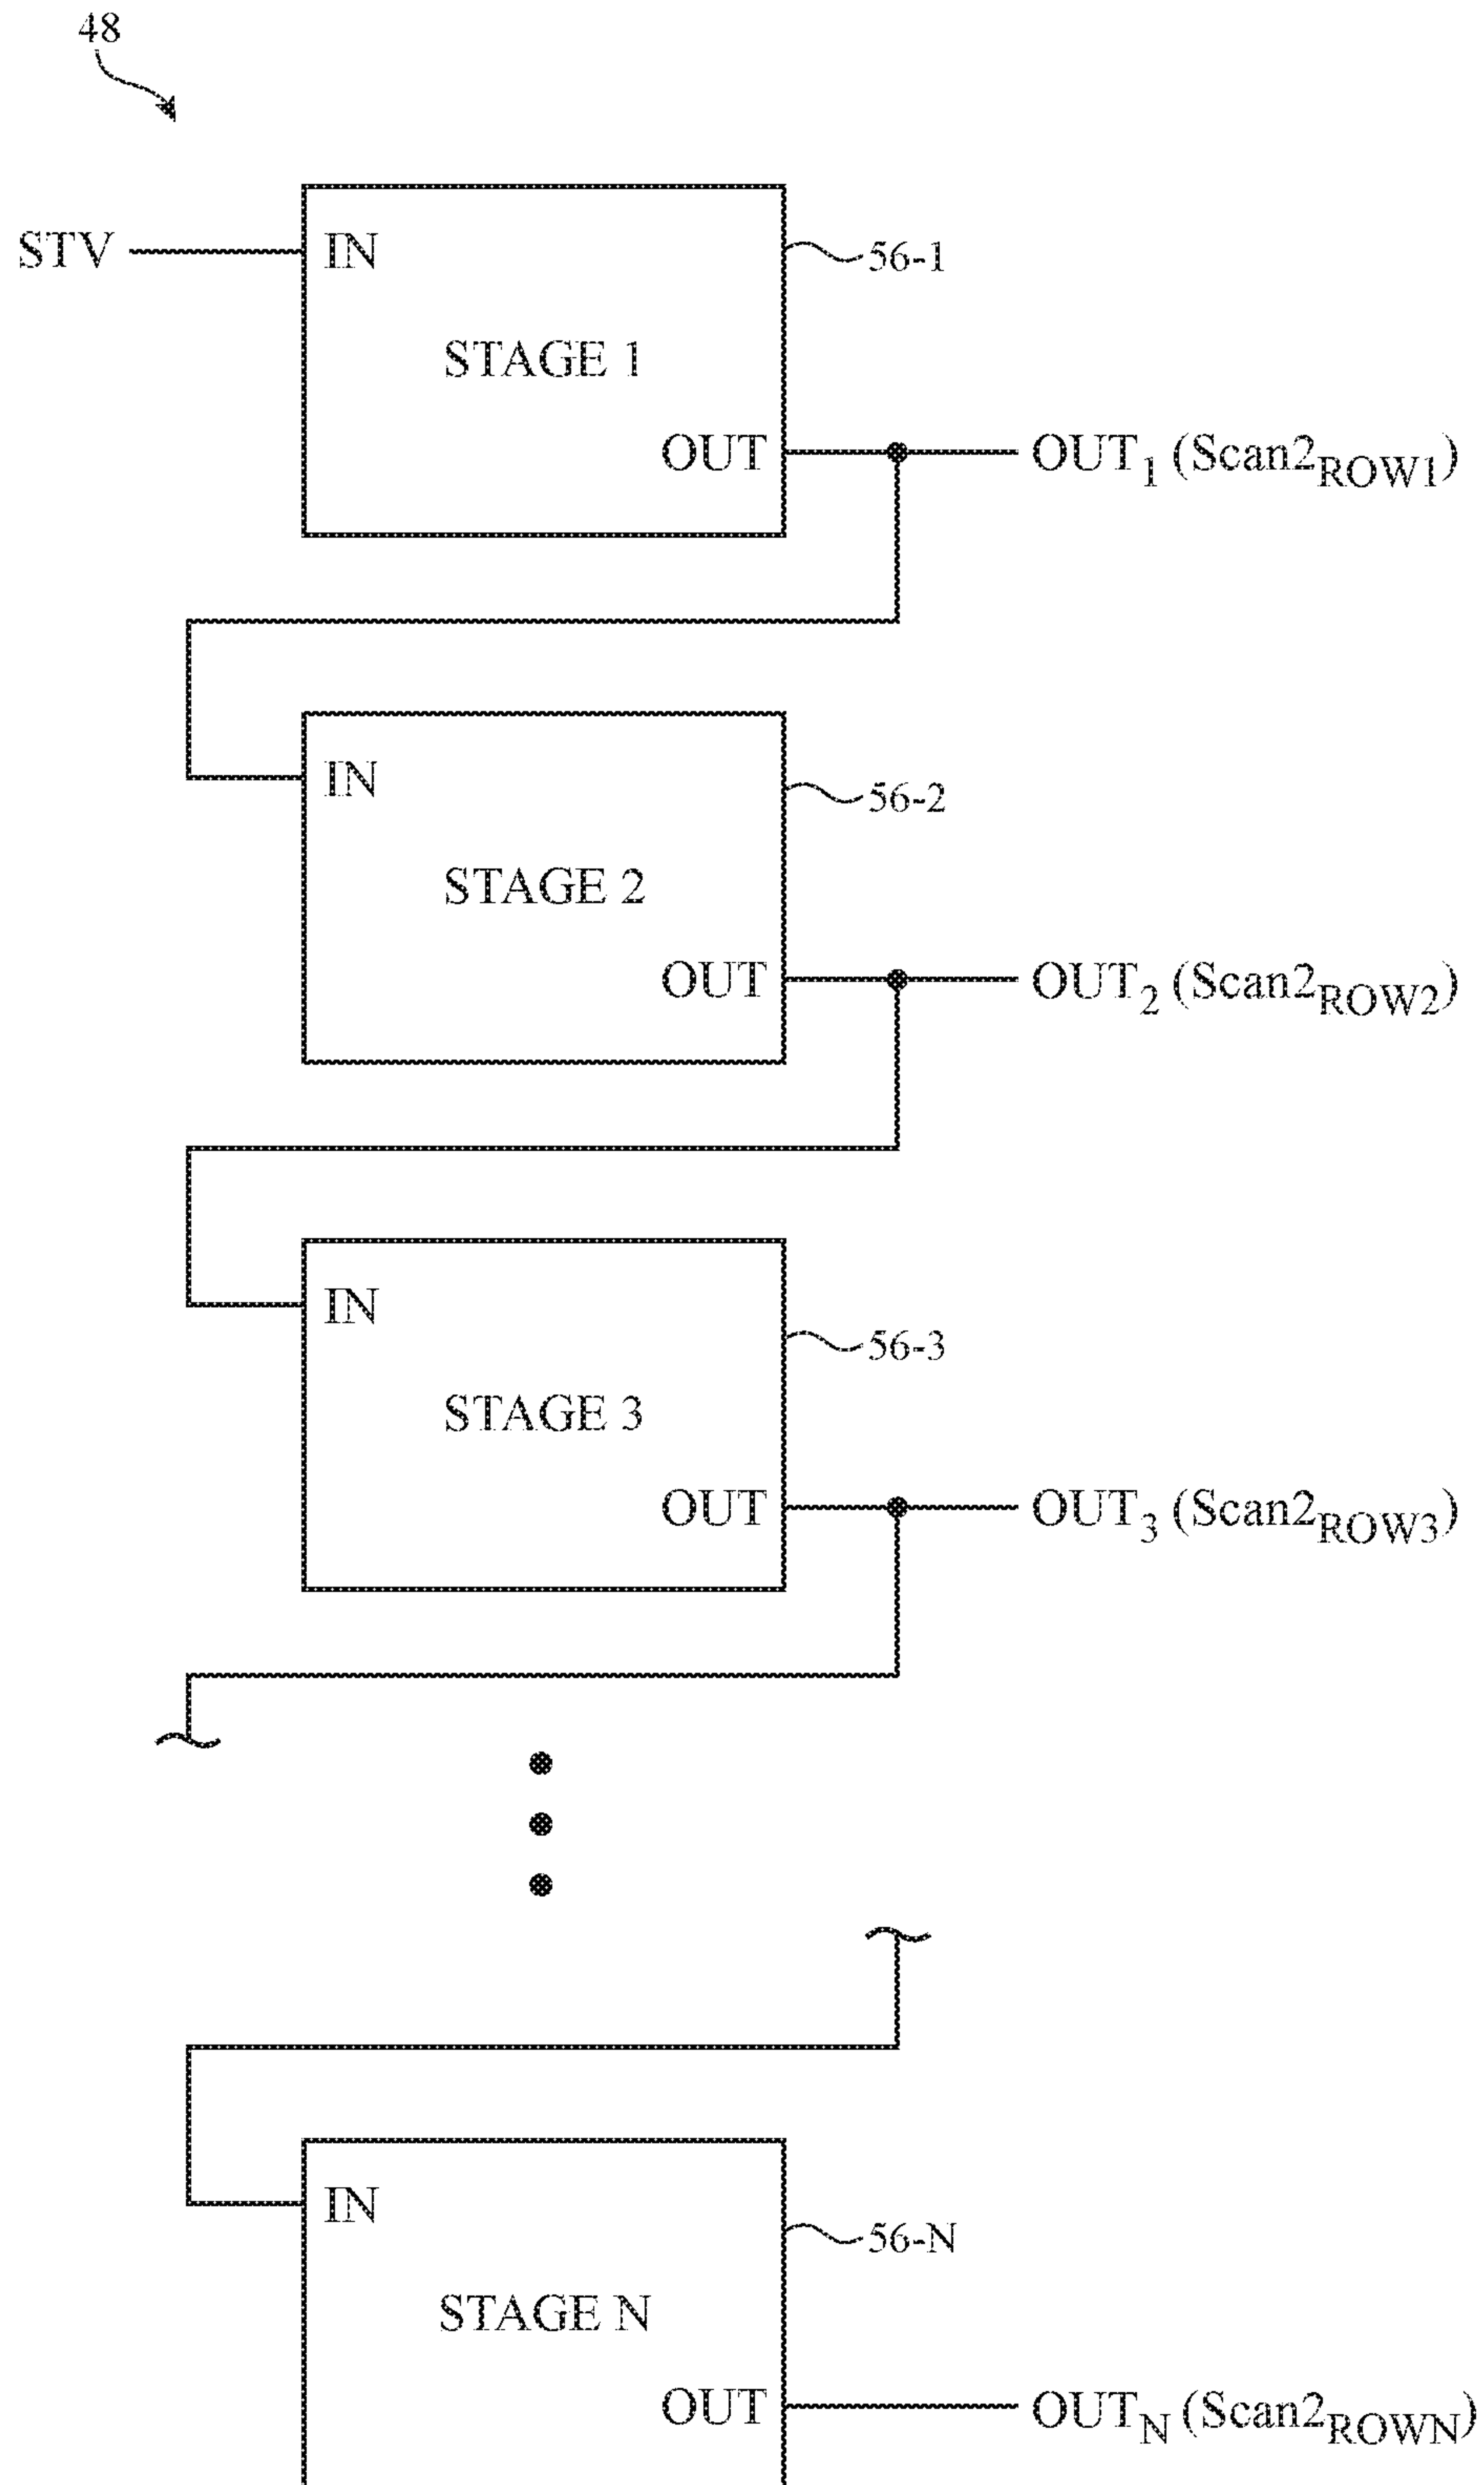 48
STV
IN
56-1
STAGE 1
OUT
OUT₁ (Scan2ROW1)
IN
56-2
STAGE 2
OUT
OUT₂ (Scan2ROW2)
IN
56-3
STAGE 3
OUT
OUT₃ (Scan2ROW3)
IN
56-N
STAGE N
OUT
OUTN (Scan2ROWN)